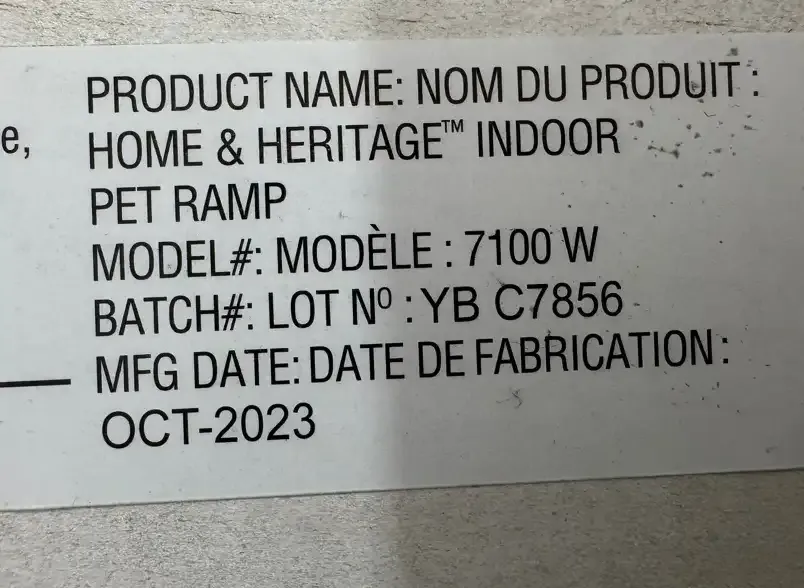 PRODUCT NAME: NOM DU PRODUIT :
e, HOME & HERITAGE™ INDOOR
PET RAMP
MODEL#: MODÈLE : 7100 W
BATCH#: LOT Nº : YB C7856
MFG DATE: DATE DE FABRICATION :
OCT-2023